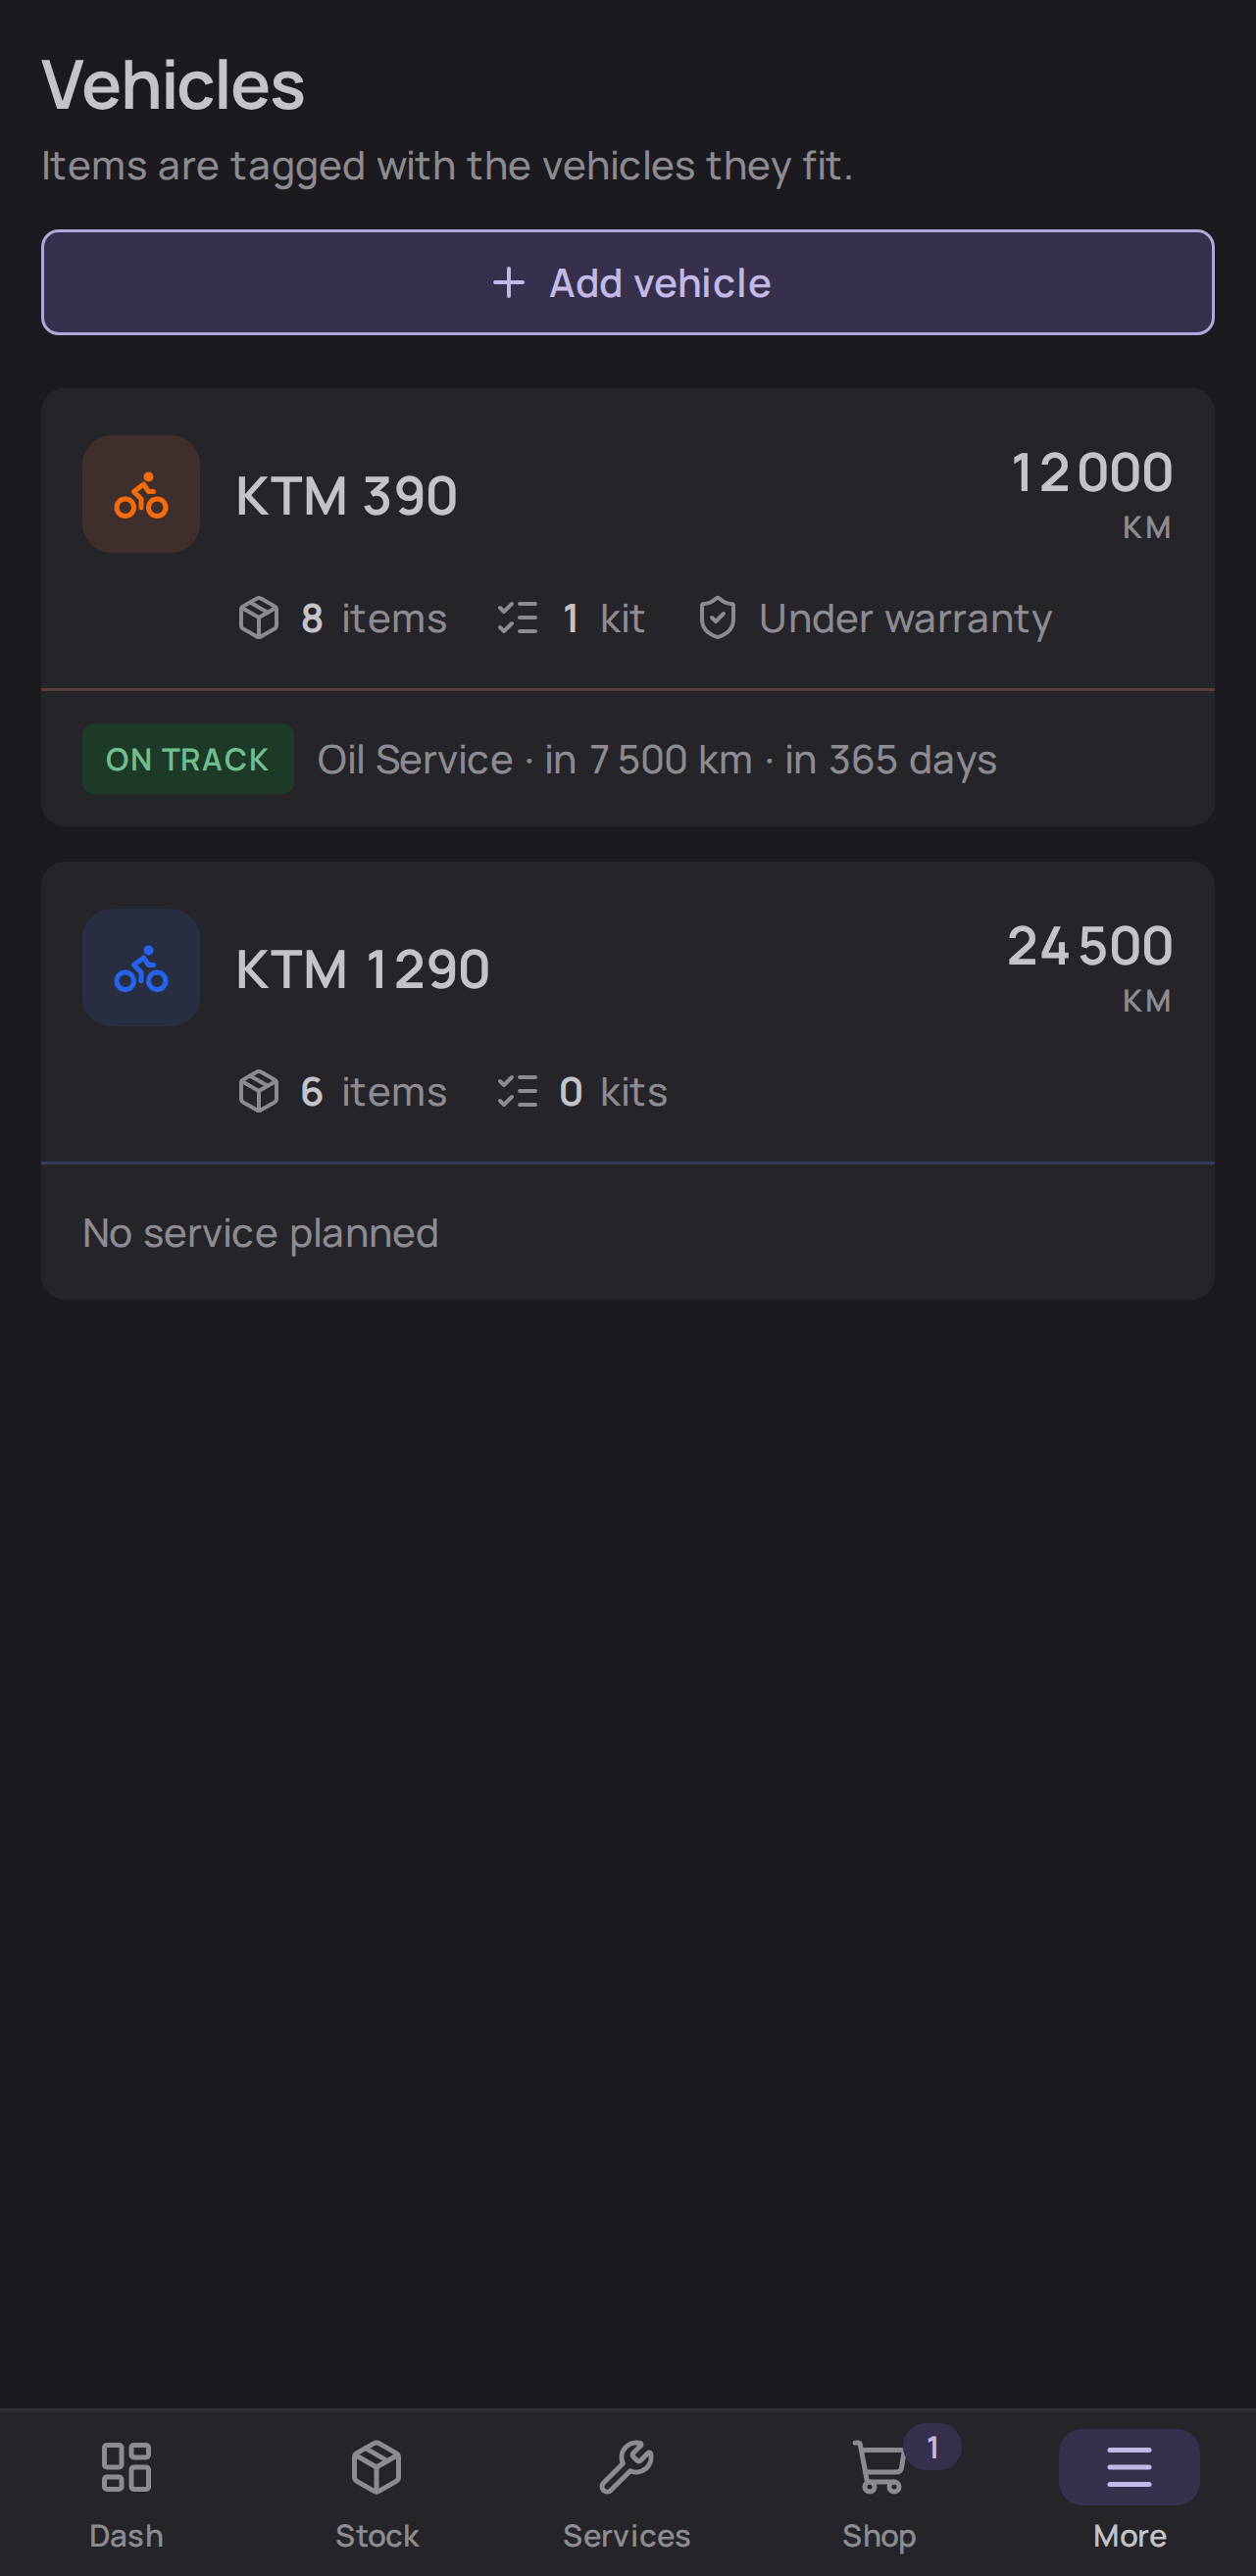 Vehicles
Items are tagged with the vehicles they fit.
+ Add vehicle
KTM 390
12 000
KM
8 items 1 kit Under warranty
ON TRACK Oil Service · in 7 500 km · in 365 days
KTM 1290
24 500
KM
6 items 0 kits
No service planned
1
Dash Stock Services Shop More